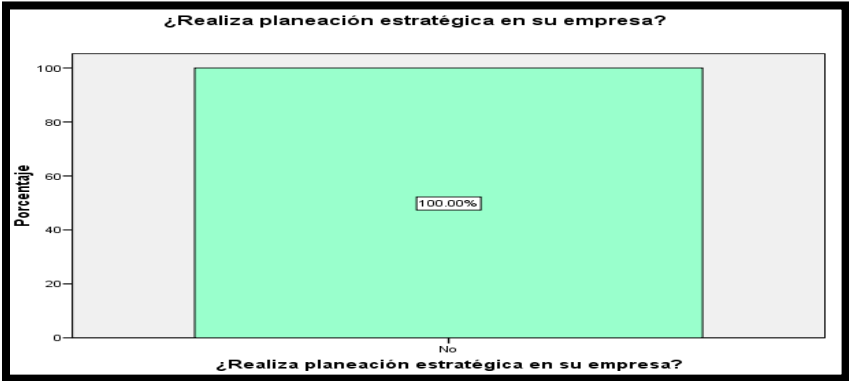 ¿Realiza planeación estratégica en su empresa?
Porcentaje
100
80
60
40
20
0
100.00%
No
¿Realiza planeación estratégica en su empresa?